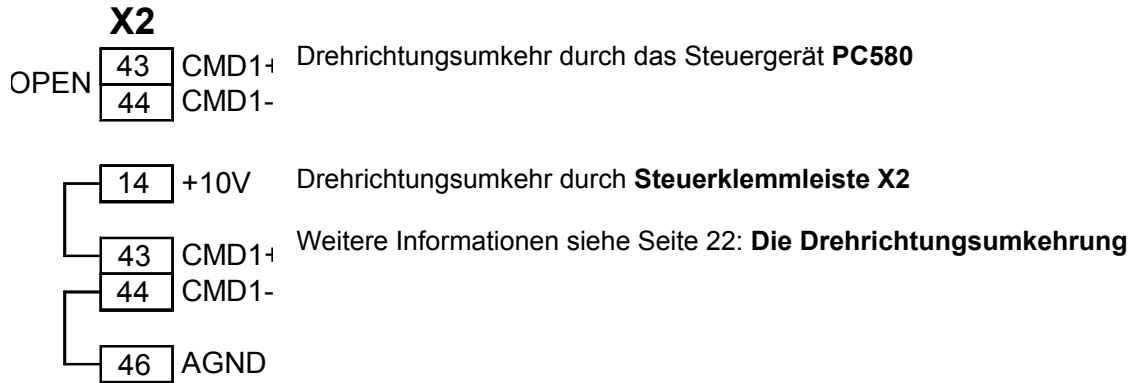 X2
OPEN 43 CMD1+ Drehrichtungsumkehr durch das Steuergerät PC580
44 CMD1-
14 +10V Drehrichtungsumkehr durch Steuerklemmleiste X2
Weitere Informationen siehe Seite 22: Die Drehrichtungsumkehrung
43 CMD1+
44 CMD1-
46 AGND